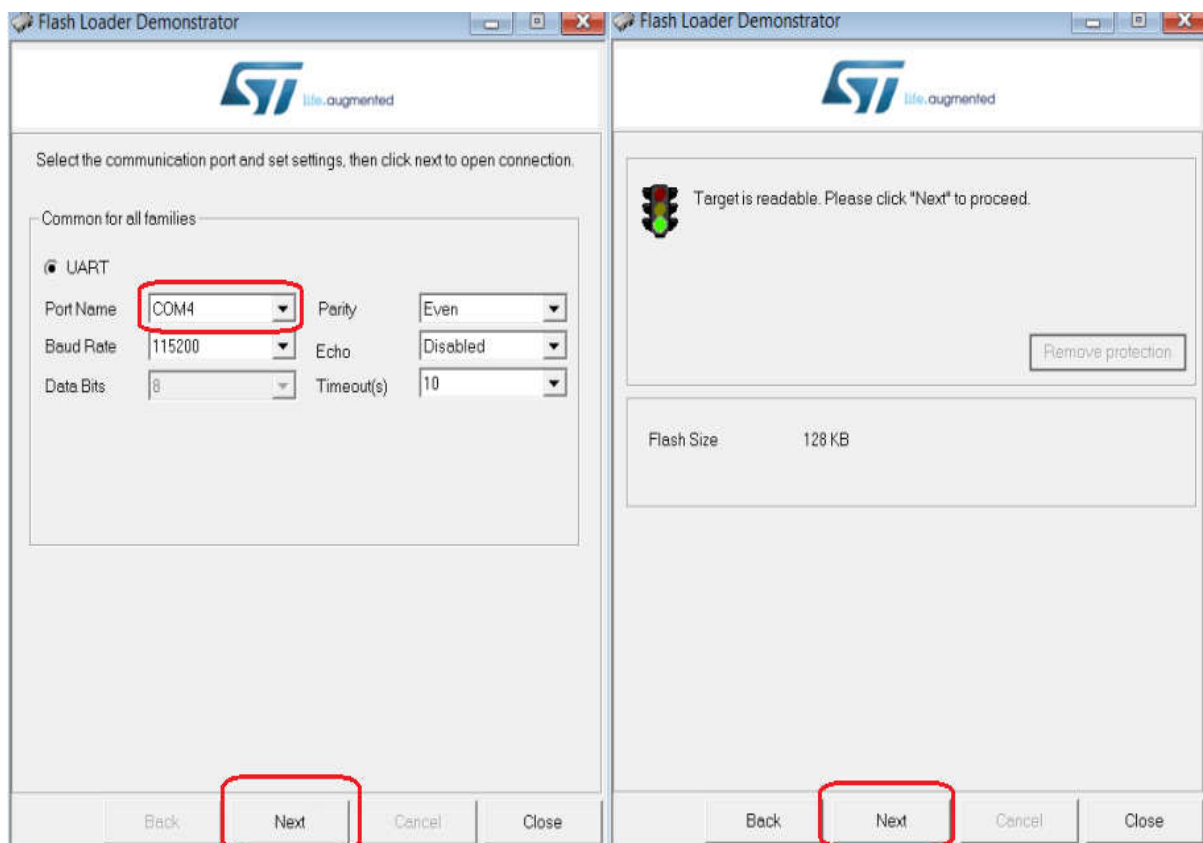 Flash Loader Demonstrator
ST
life.augmented
Select the communication port and set settings, then click next to open connection.
Common for all families
UART
Port Name COM4 Parity Even
Baud Rate 115200 Echo Disabled
Data Bits 8 Timeout(s) 10
Back Next Cancel Close
Flash Loader Demonstrator
ST
life.augmented
Target is readable. Please click "Next" to proceed.
Remove protection
Flash Size 128 KB
Back Next Cancel Close